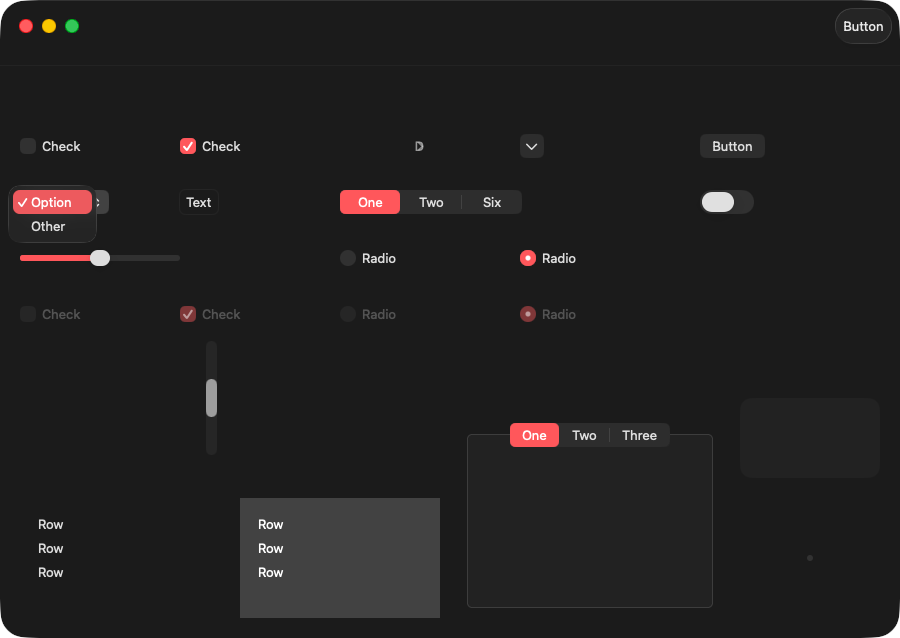 Button
Check
Check
Button
Option
Other
Text
One
Two
Six
Radio
Radio
Check
Check
Radio
Radio
One
Two
Three
Row
Row
Row
Row
Row
Row